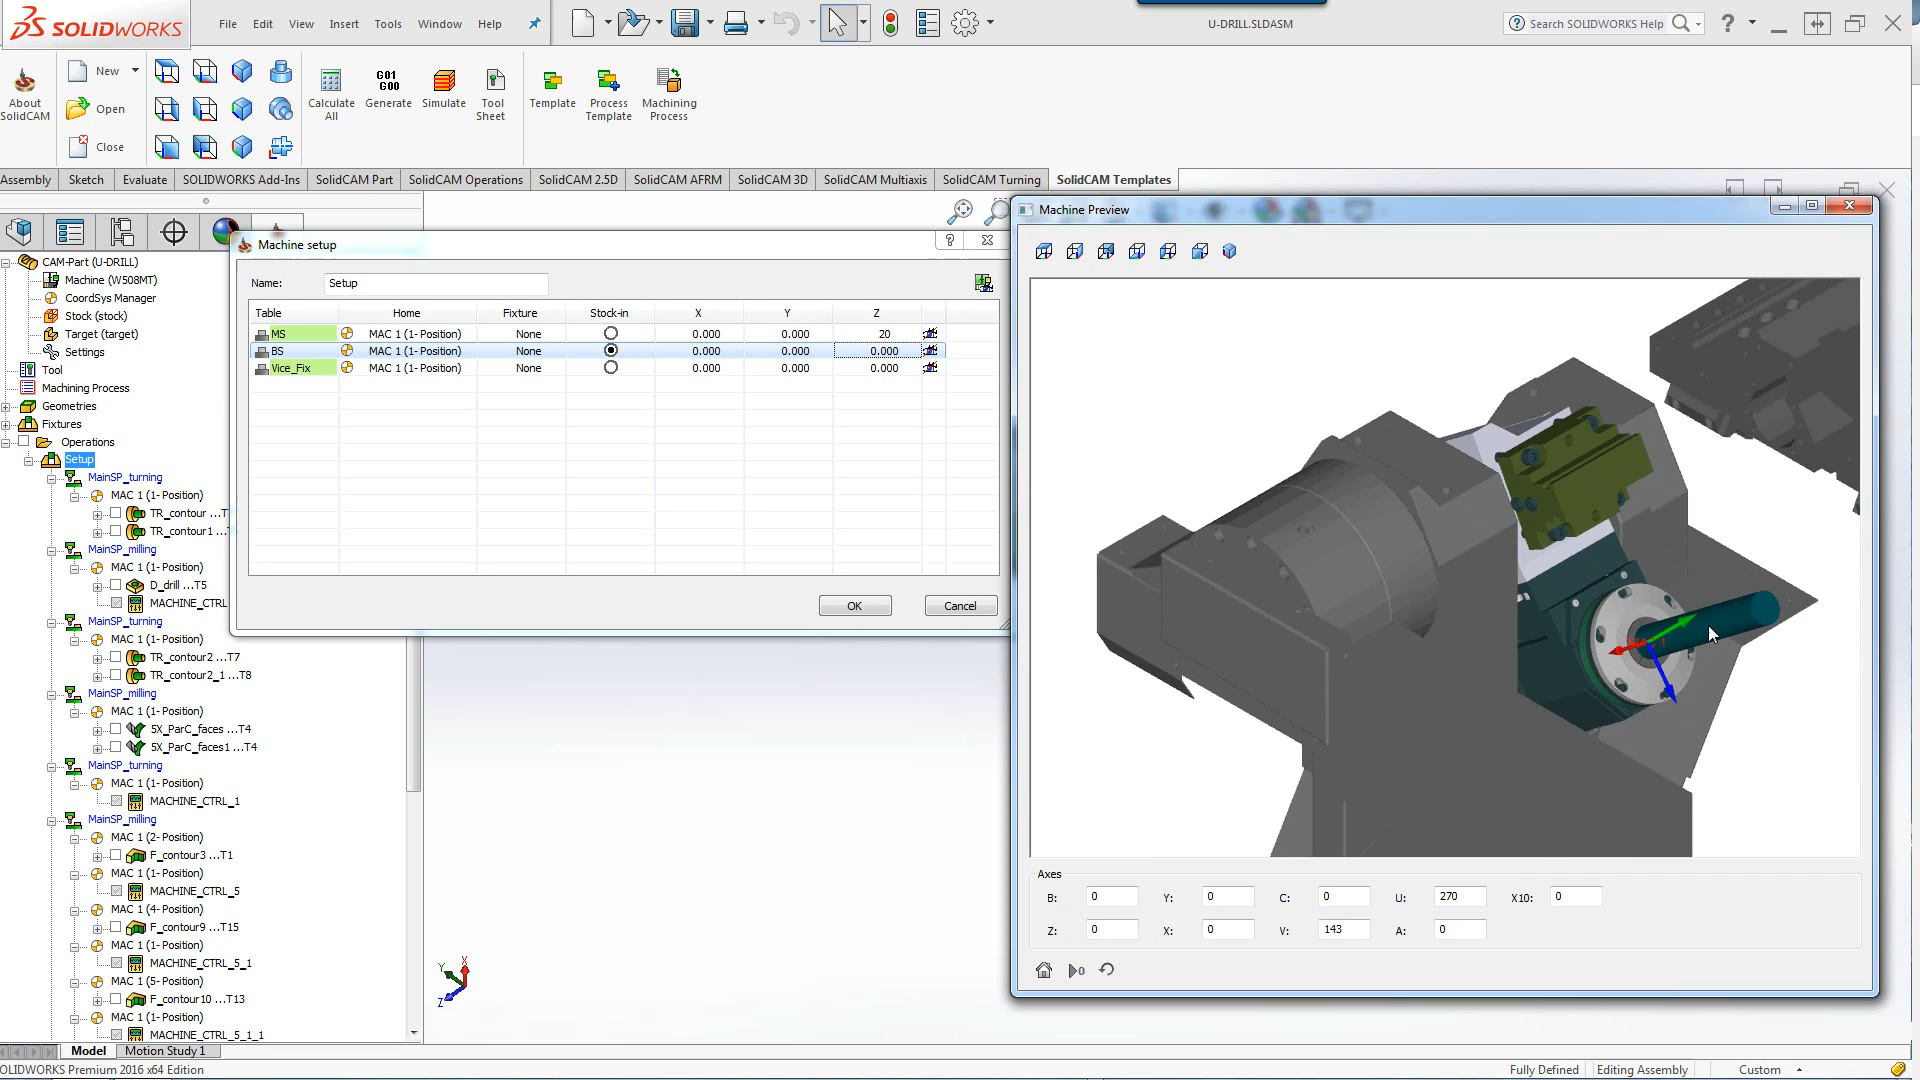 SOLIDWORKS
File Edit View Insert Tools Window Help
U-DRILL.SLDASM
Search SOLIDWORKS Help
?
About SolidCAM
New
Open
Close
Calculate All
G01 G00
Generate
Simulate
Tool Sheet
Template
Process Template
Machining Process
Assembly Sketch Evaluate SOLIDWORKS Add-Ins SolidCAM Part SolidCAM Operations SolidCAM 2.5D SolidCAM AFRM SolidCAM 3D SolidCAM Multiaxis SolidCAM Turning SolidCAM Templates
CAM-Part (U-DRILL)
Machine (W508MT)
CoordSys Manager
Stock (stock)
Target (target)
Settings
Tool
Machining Process
Geometries
Fixtures
Operations
Setup
MainSP_turning
MAC 1 (1- Position)
TR_contour ...T
TR_contour1 ...T
MainSP_milling
MAC 1 (1- Position)
D_drill ...T5
MACHINE_CTRL
MainSP_turning
MAC 1 (1- Position)
TR_contour2 ...T7
TR_contour2_1 ...T8
MainSP_milling
MAC 1 (1- Position)
5X_ParC_faces ...T4
5X_ParC_faces1 ...T4
MainSP_turning
MAC 1 (1- Position)
MACHINE_CTRL_1
MainSP_milling
MAC 1 (2- Position)
F_contour3 ...T1
MAC 1 (1- Position)
MACHINE_CTRL_5
MAC 1 (4- Position)
F_contour9 ...T15
MAC 1 (1- Position)
MACHINE_CTRL_5_1
MAC 1 (5- Position)
F_contour10 ...T13
MAC 1 (1- Position)
MACHINE_CTRL_5_1_1
Machine setup
?
Name: Setup
Table Home Fixture Stock-in X Y Z
MS MAC 1 (1- Position) None 0.000 0.000 20
BS MAC 1 (1- Position) None 0.000 0.000 0.000
Vice_Fix MAC 1 (1- Position) None 0.000 0.000 0.000
OK Cancel
Y X
Z
Machine Preview
Axes
B: 0 Y: 0 C: 0 U: 270 X10: 0
Z: 0 X: 0 V: 143 A: 0
0
Model Motion Study 1
OLIDWORKS Premium 2016 x64 Edition
Fully Defined Editing Assembly Custom